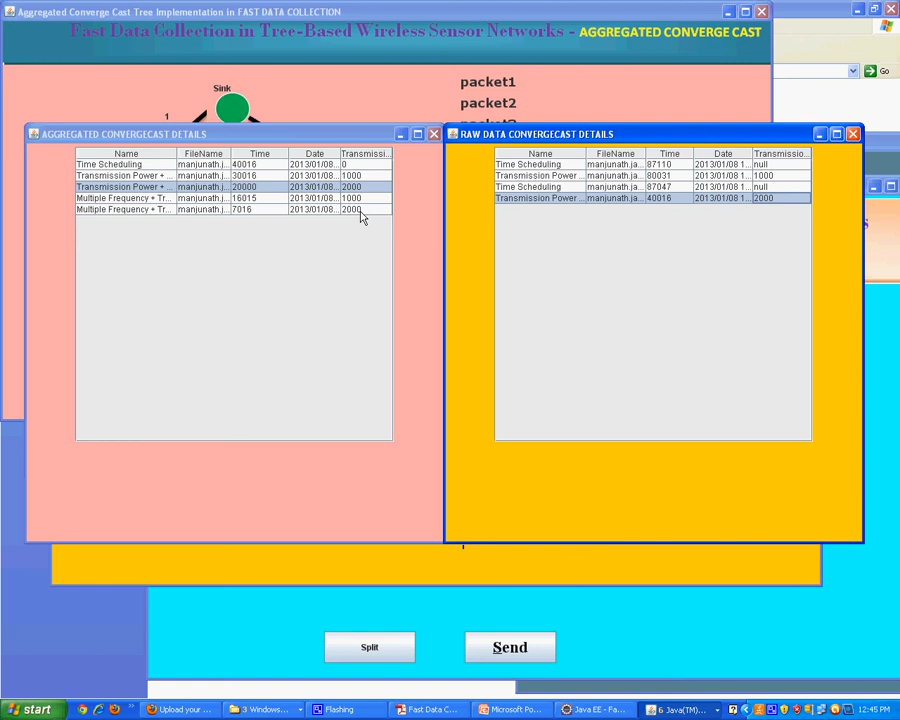 Aggregated Converge Cast Tree Implementation in FAST DATA COLLECTION
Fast Data Collection in Tree-Based Wireless Sensor Networks - AGGREGATED CONVERGE CAST
Go
Sink
1
packet1
packet2
AGGREGATED CONVERGECAST DETAILS
Name FileName Time Date Transmissi...
Time Scheduling manjunath.j... 40016 2013/01/08... 0
Transmission Power + ... manjunath.j... 30016 2013/01/08... 1000
Transmission Power + ... manjunath.j... 20000 2013/01/08... 2000
Multiple Frequency + Tr... manjunath.j... 16015 2013/01/08... 1000
Multiple Frequency + Tr... manjunath.j... 7016 2013/01/08... 2000
RAW DATA CONVERGECAST DETAILS
Name FileName Time Date Transmissio...
Time Scheduling manjunath.ja... 87110 2013/01/08 1... null
Transmission Power ... manjunath.ja... 80031 2013/01/08 1... 1000
Time Scheduling manjunath.ja... 87047 2013/01/08 1... null
Transmission Power ... manjunath.ja... 40016 2013/01/08 1... 2000
Split
Send
start
»
Upload your ...
3 Windows...
Flashing
Fast Data C...
Microsoft Po...
Java EE - Fa...
6 Java(TM)...
12:45 PM